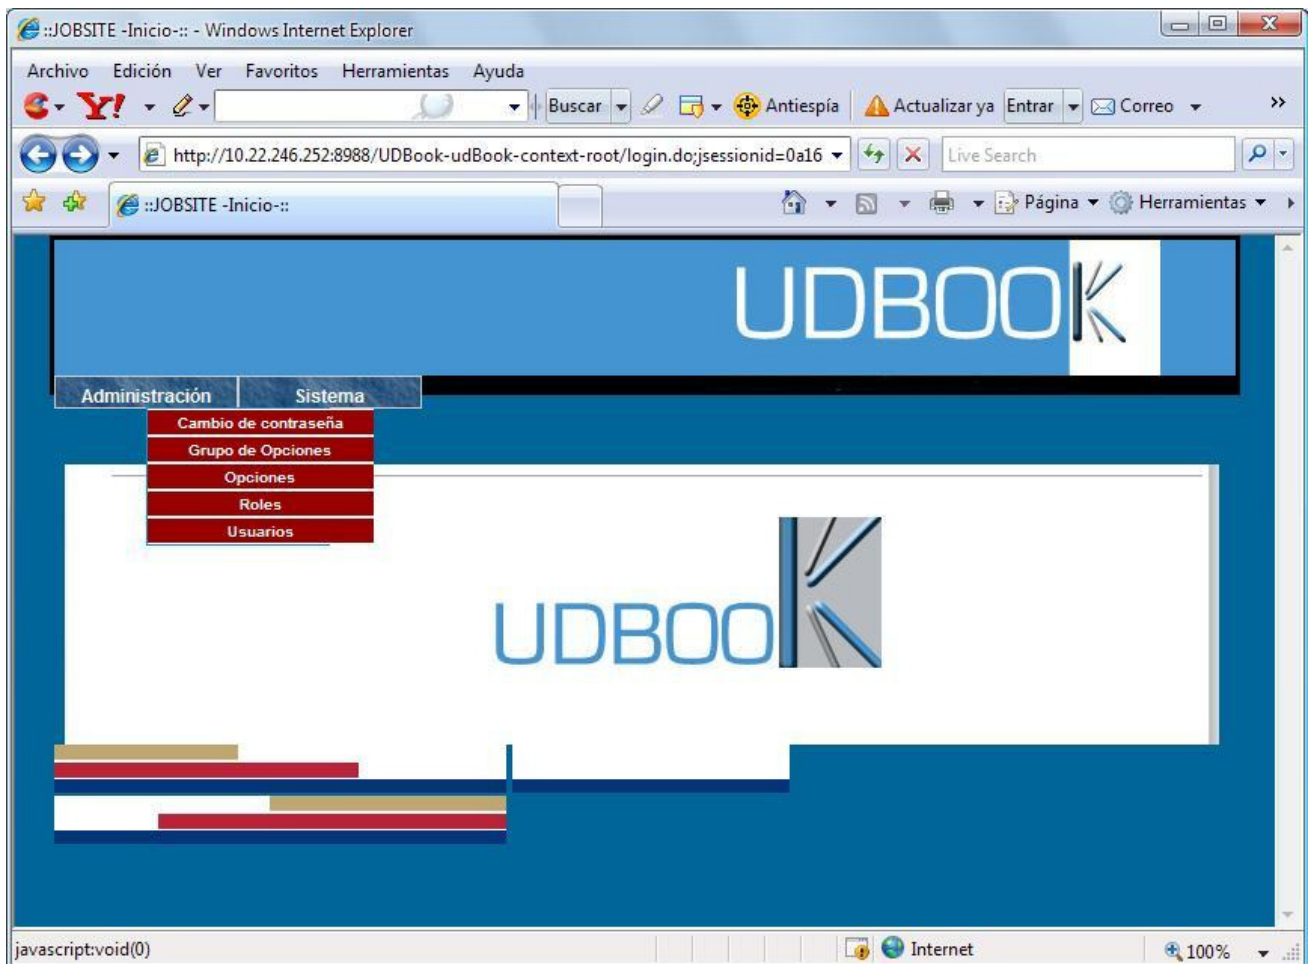 ::JOBSITE -Inicio-:: - Windows Internet Explorer
Archivo Edición Ver Favoritos Herramientas Ayuda
Y! Buscar Antiespía Actualizar ya Entrar Correo »
http://10.22.246.252:8988/UDBook-udBook-context-root/login.do;jsessionid=0a16 Live Search
::JOBSITE -Inicio-:: Página Herramientas
UDBOOK
Administración Sistema
Cambio de contraseña
Grupo de Opciones
Opciones
Roles
Usuarios
UDBOOK
javascript:void(0) Internet 100%